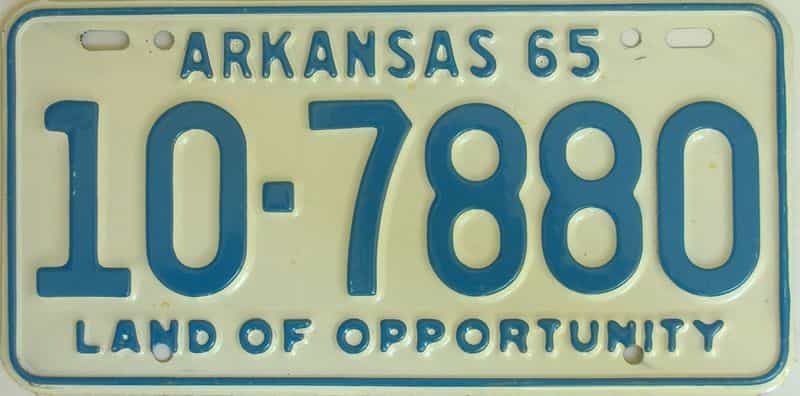 ARKANSAS 65
10-7880
LAND OF OPPORTUNITY